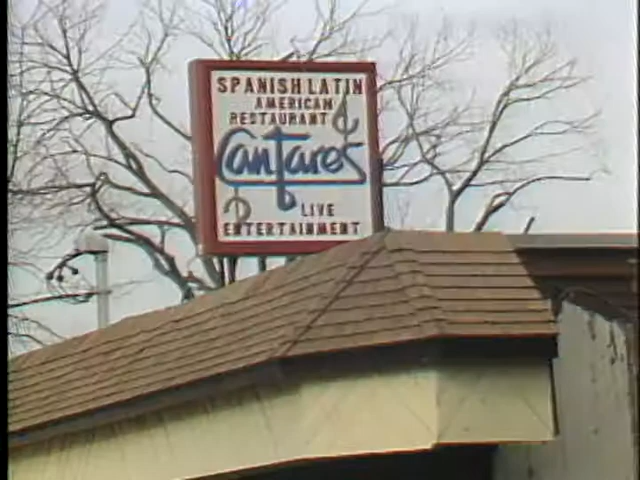 SPANISH LATIN
AMERICAN
RESTAURANT
Cantares
LIVE
ENTERTAINMENT